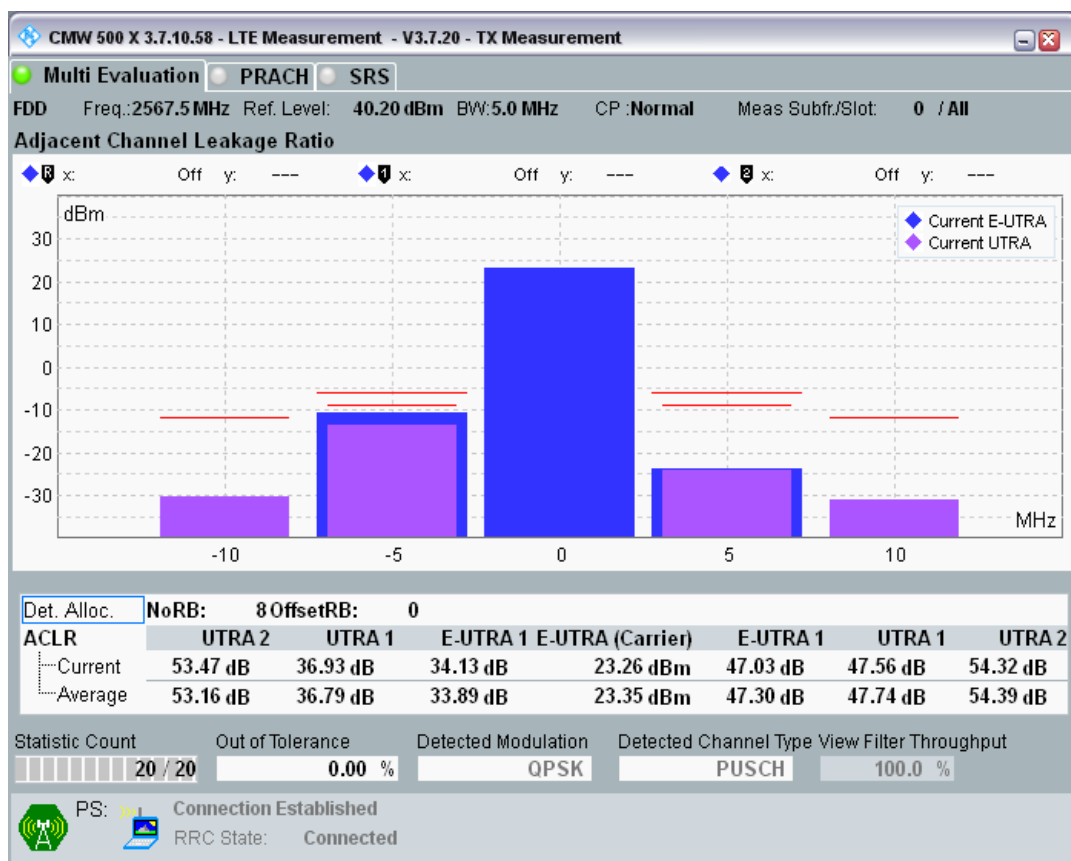 CMW 500 X 3.7.10.58 - LTE Measurement - V3.7.20 - TX Measurement
Multi Evaluation PRACH SRS
FDD Freq.:2567.5 MHz Ref. Level: 40.20 dBm BW:5.0 MHz CP :Normal Meas Subfr./Slot: 0 / All
Adjacent Channel Leakage Ratio
R x: Off y: --- 1 x: Off y: --- 2 x: Off y: ---
dBm
Current E-UTRA
Current UTRA
30
20
10
0
-10
-20
-30
MHz
-10 -5 0 5 10
Det. Alloc. NoRB: 8 OffsetRB: 0
ACLR UTRA 2 UTRA 1 E-UTRA 1 E-UTRA (Carrier) E-UTRA 1 UTRA 1 UTRA 2
Current 53.47 dB 36.93 dB 34.13 dB 23.26 dBm 47.03 dB 47.56 dB 54.32 dB
Average 53.16 dB 36.79 dB 33.89 dB 23.35 dBm 47.30 dB 47.74 dB 54.39 dB
Statistic Count Out of Tolerance Detected Modulation Detected Channel Type View Filter Throughput
20 / 20 0.00 % QPSK PUSCH 100.0 %
PS: Connection Established
RRC State: Connected